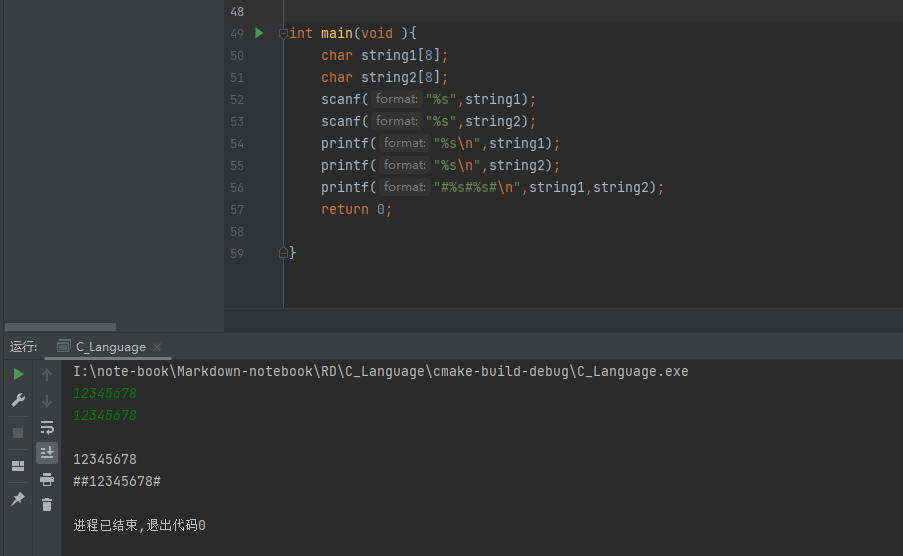 48
49 int main(void ){
50 char string1[8];
51 char string2[8];
52 scanf( format: "%s",string1);
53 scanf( format: "%s",string2);
54 printf( format: "%s\n",string1);
55 printf( format: "%s\n",string2);
56 printf( format: "#%s#%s#\n",string1,string2);
57 return 0;
58
59 }
运行: C_Language ×
I:\note-book\Markdown-notebook\RD\C_Language\cmake-build-debug\C_Language.exe
12345678
12345678
12345678
##12345678#
进程已结束,退出代码0